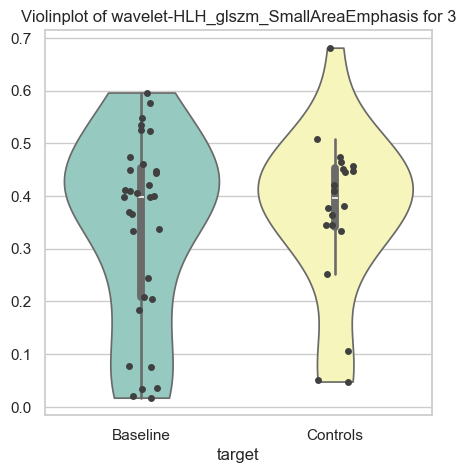 Violinplot of wavelet-HLH_glszm_SmallAreaEmphasis for 3
0.7
0.6
0.5
0.4
0.3
0.2
0.1
0.0
Baseline Controls
target